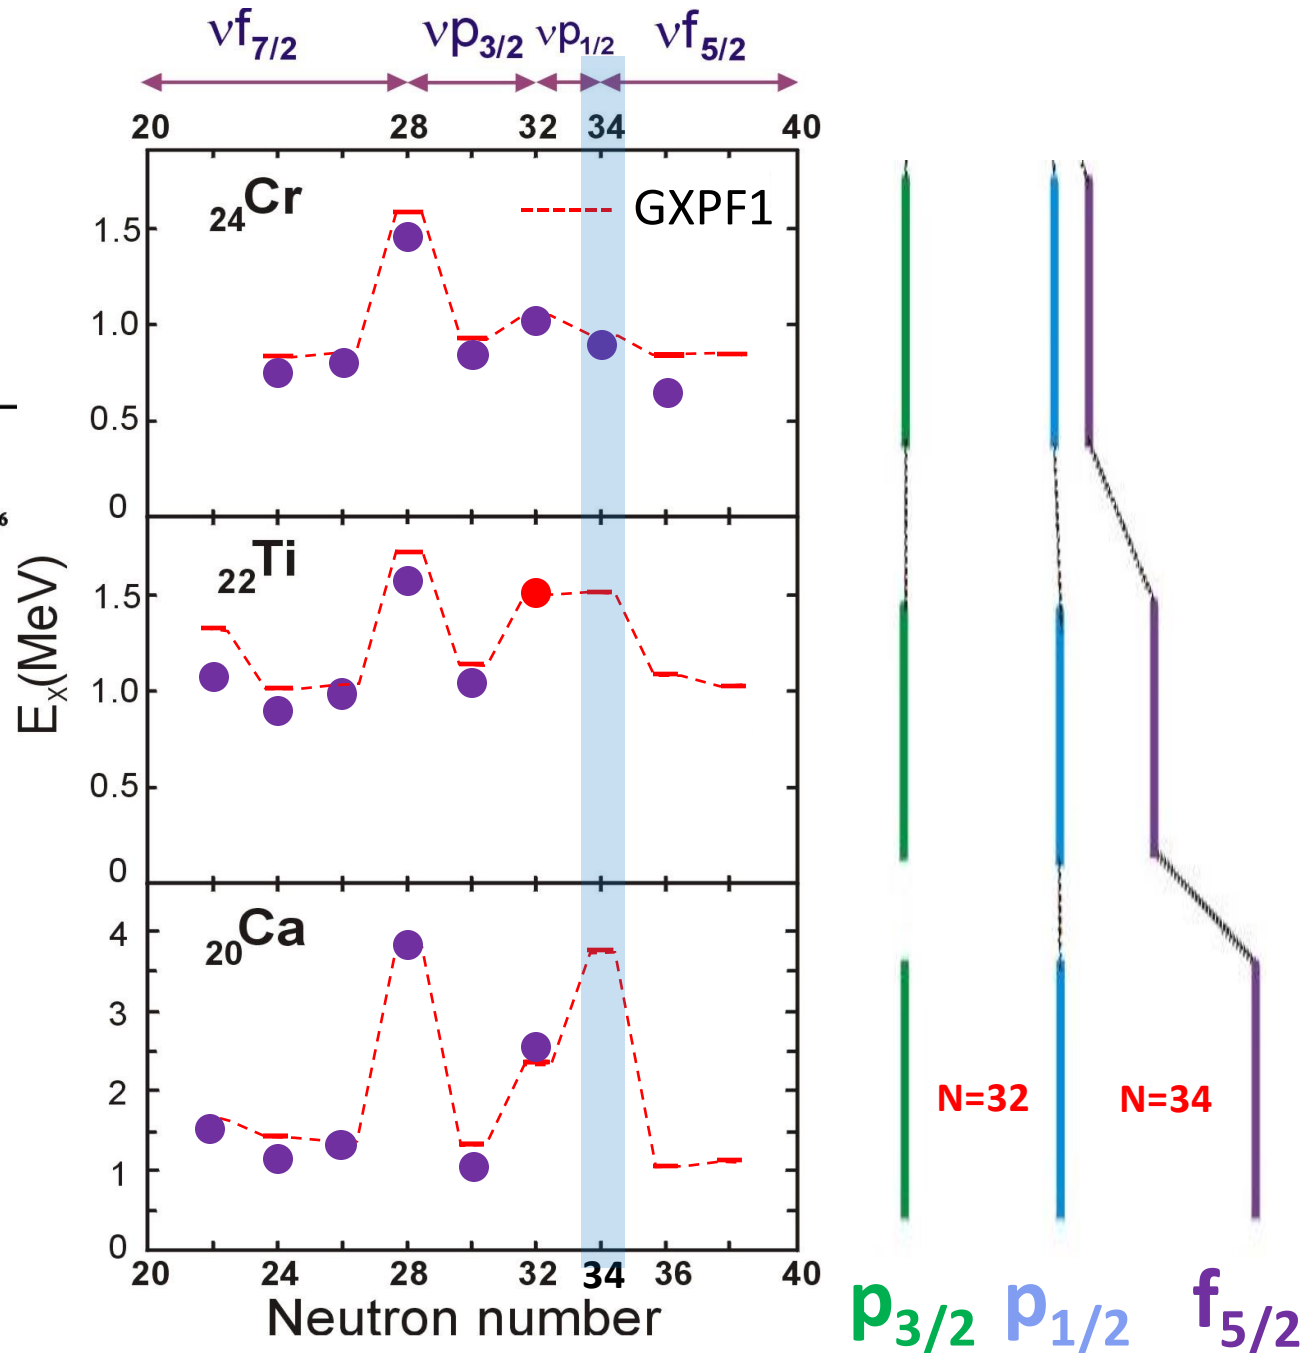 νf7/2 νp3/2 νp1/2 νf5/2
20 28 32 34 40
24Cr
GXPF1
1.5
1.0
0.5
0
22Ti
1.5
1.0
0.5
0
Ex(MeV)
20Ca
4
3
2
1
0
N=32 N=34
20 24 28 32 34 36 40
Neutron number
p3/2 p1/2 f5/2